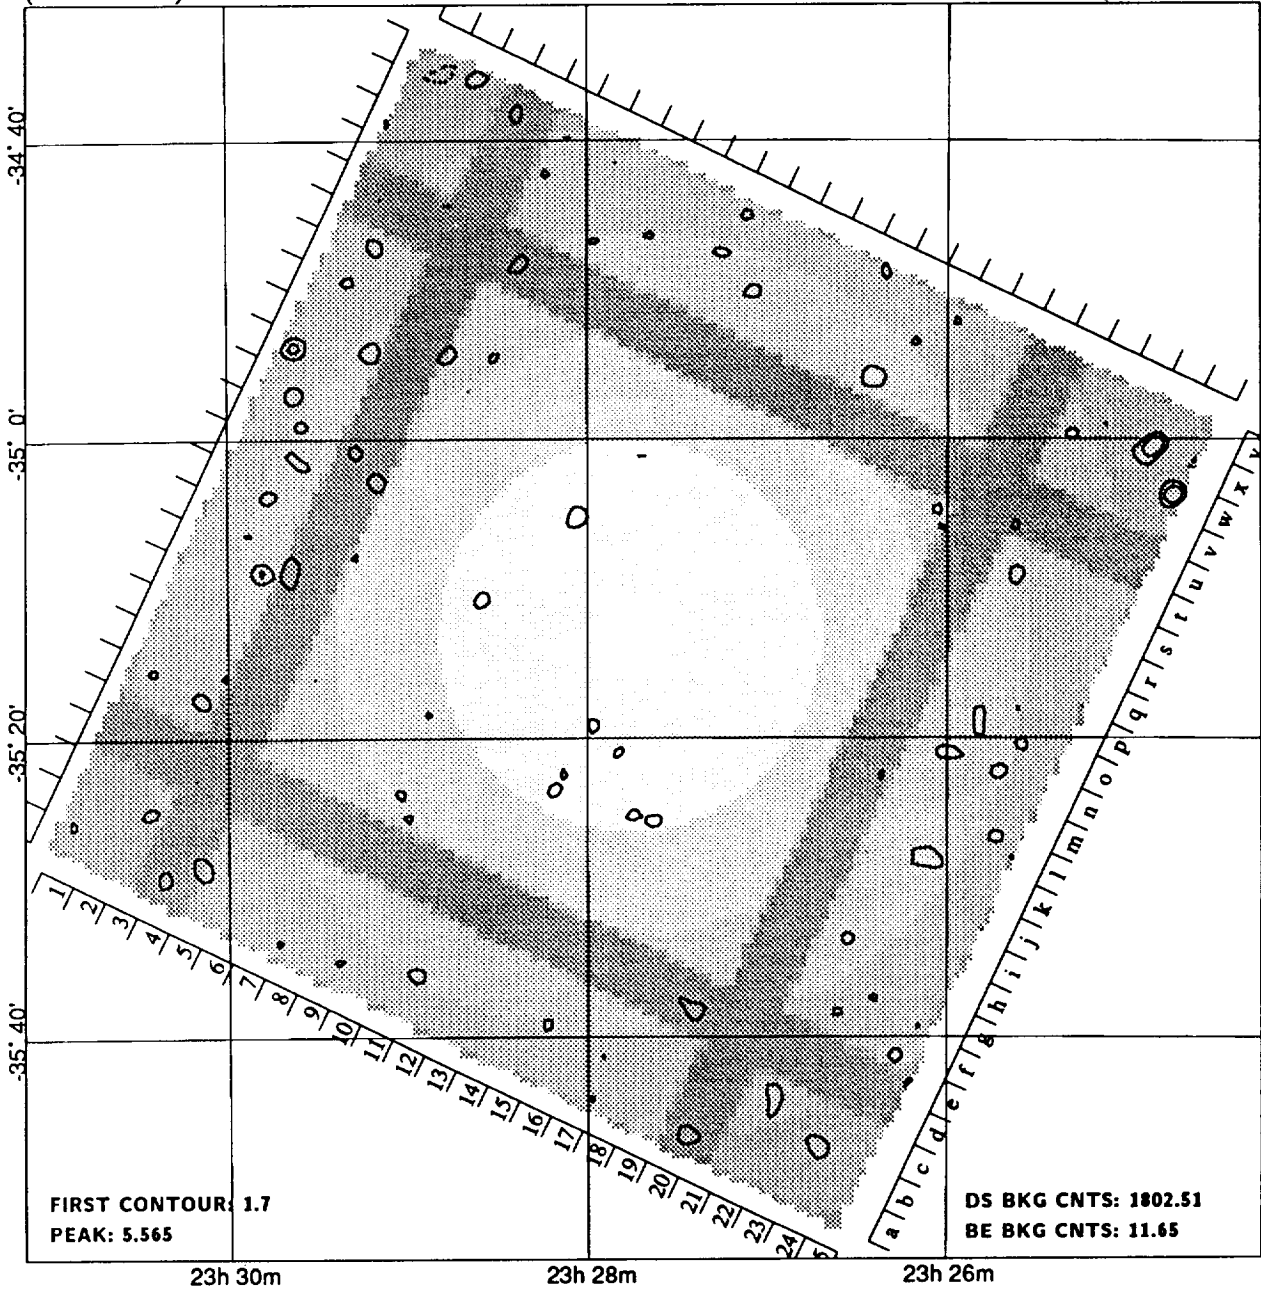 -34° 40'
-35° 0'
-35° 20'
-35° 40'
1 2 3 4 5 6 7 8 9 10 11 12 13 14 15 16 17 18 19 20 21 22 23 24
a b c d e f g h i j k l m n o p q r s t u v w x y
FIRST CONTOUR: 1.7
PEAK: 5.565
DS BKG CNTS: 1802.51
BE BKG CNTS: 11.65
23h 30m
23h 28m
23h 26m